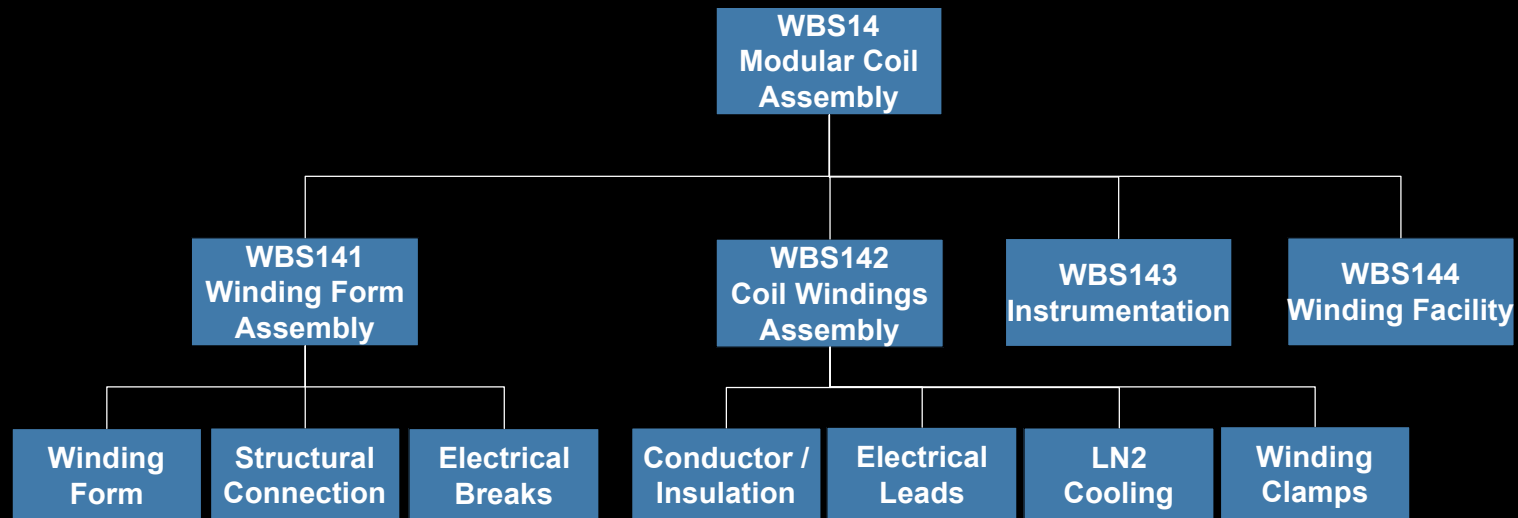 WBS14
Modular Coil
Assembly
WBS141
Winding Form
Assembly
WBS142
Coil Windings
Assembly
WBS143
Instrumentation
WBS144
Winding Facility
Winding
Form
Structural
Connection
Electrical
Breaks
Conductor /
Insulation
Electrical
Leads
LN2
Cooling
Winding
Clamps